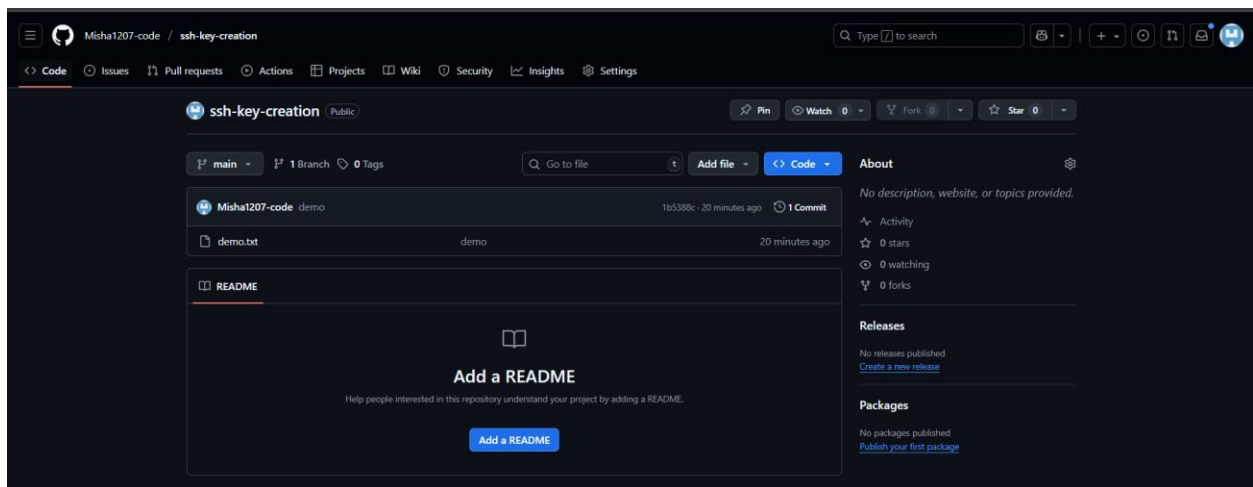 Misha1207-code / ssh-key-creation
Type / to search
Code Issues Pull requests Actions Projects Wiki Security Insights Settings
ssh-key-creation Public
Pin Watch 0 Fork 0 Star 0
main 1 Branch 0 Tags Go to file t Add file Code
Misha1207-code demo 1b5388c · 20 minutes ago 1 Commit
demo.txt demo 20 minutes ago
README
Add a README
Help people interested in this repository understand your project by adding a README.
Add a README
About
No description, website, or topics provided.
Activity
0 stars
0 watching
0 forks
Releases
No releases published
Create a new release
Packages
No packages published
Publish your first package